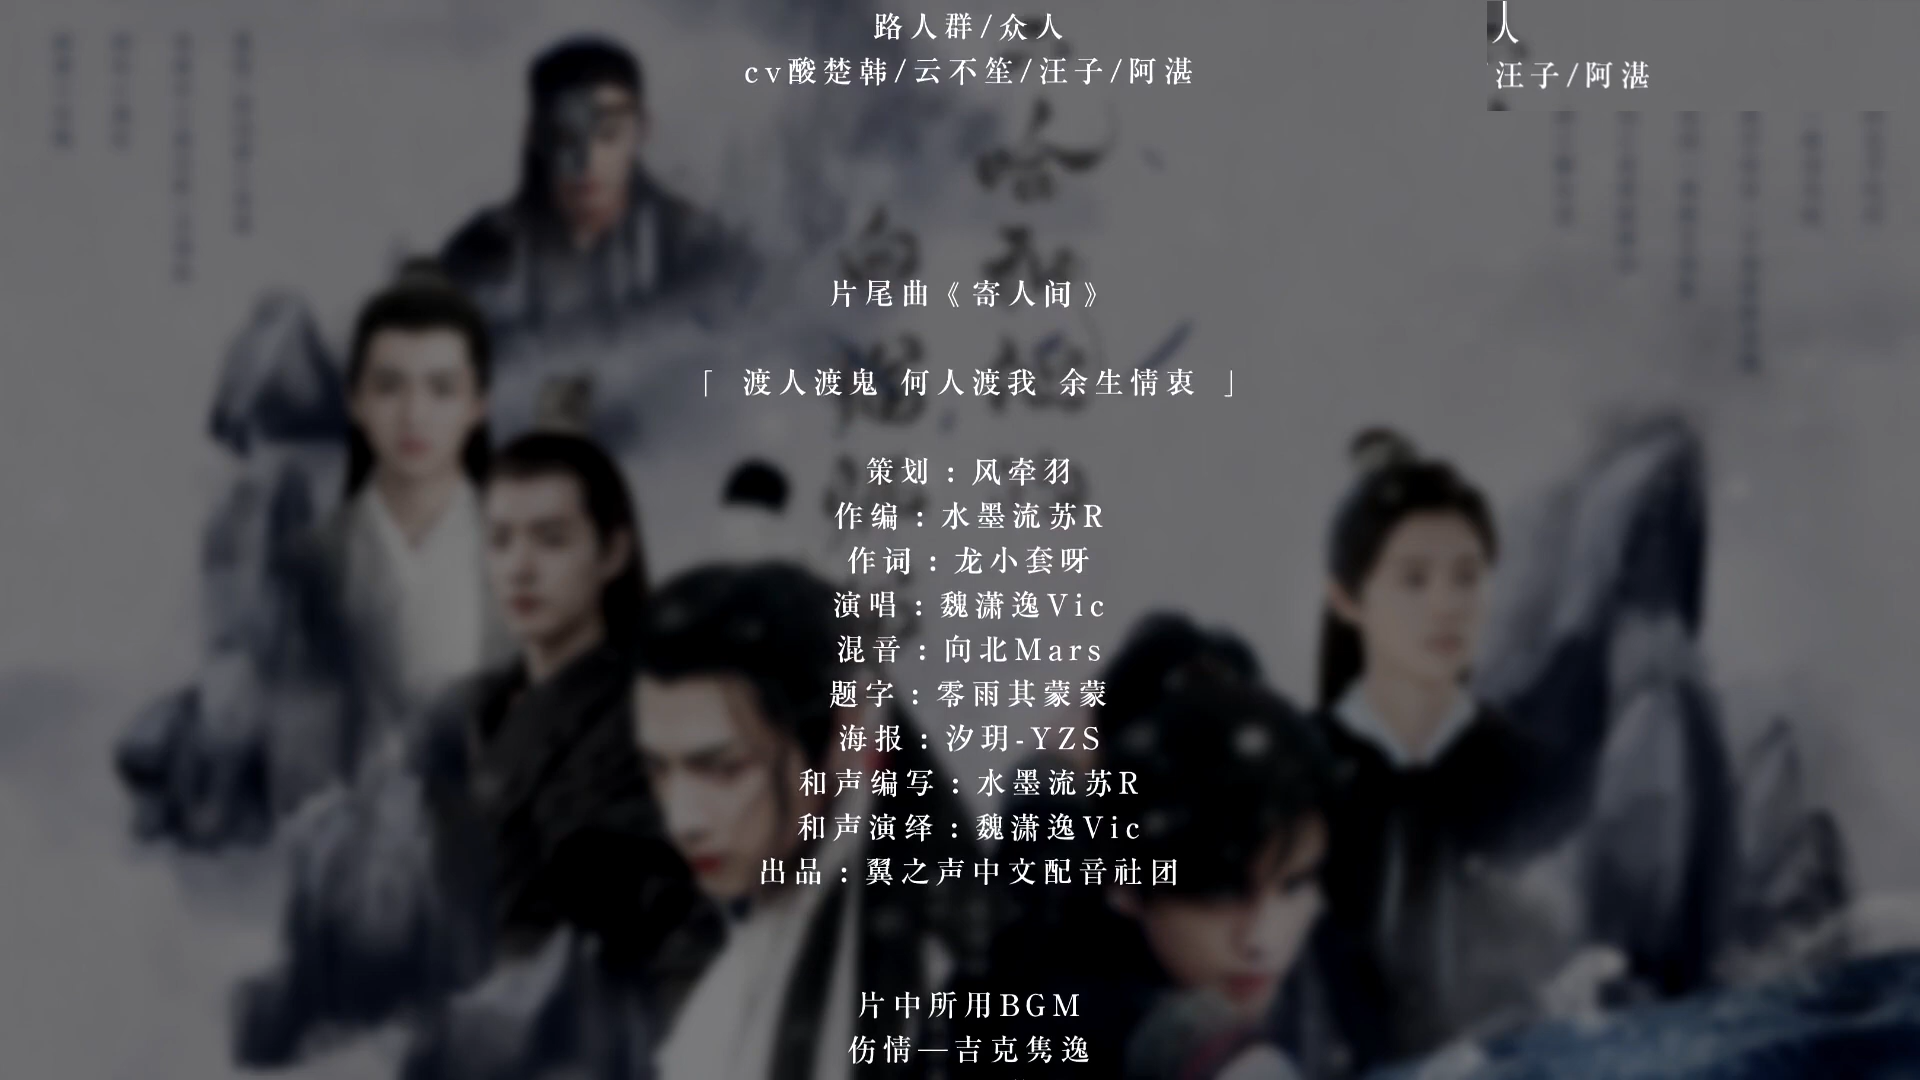 路人群/众人
cv酸楚韩/云不笙/汪子/阿湛
人
汪子/阿湛
片尾曲《寄人间》
「 渡人渡鬼 何人渡我 余生情衷 」
策划:风牵羽
作编:水墨流苏R
作词:龙小套呀
演唱:魏潇逸Vic
混音:向北Mars
题字:零雨其蒙蒙
海报:汐玥-YZS
和声编写:水墨流苏R
和声演绎:魏潇逸Vic
出品:翼之声中文配音社团
片中所用BGM
伤情—吉克隽逸